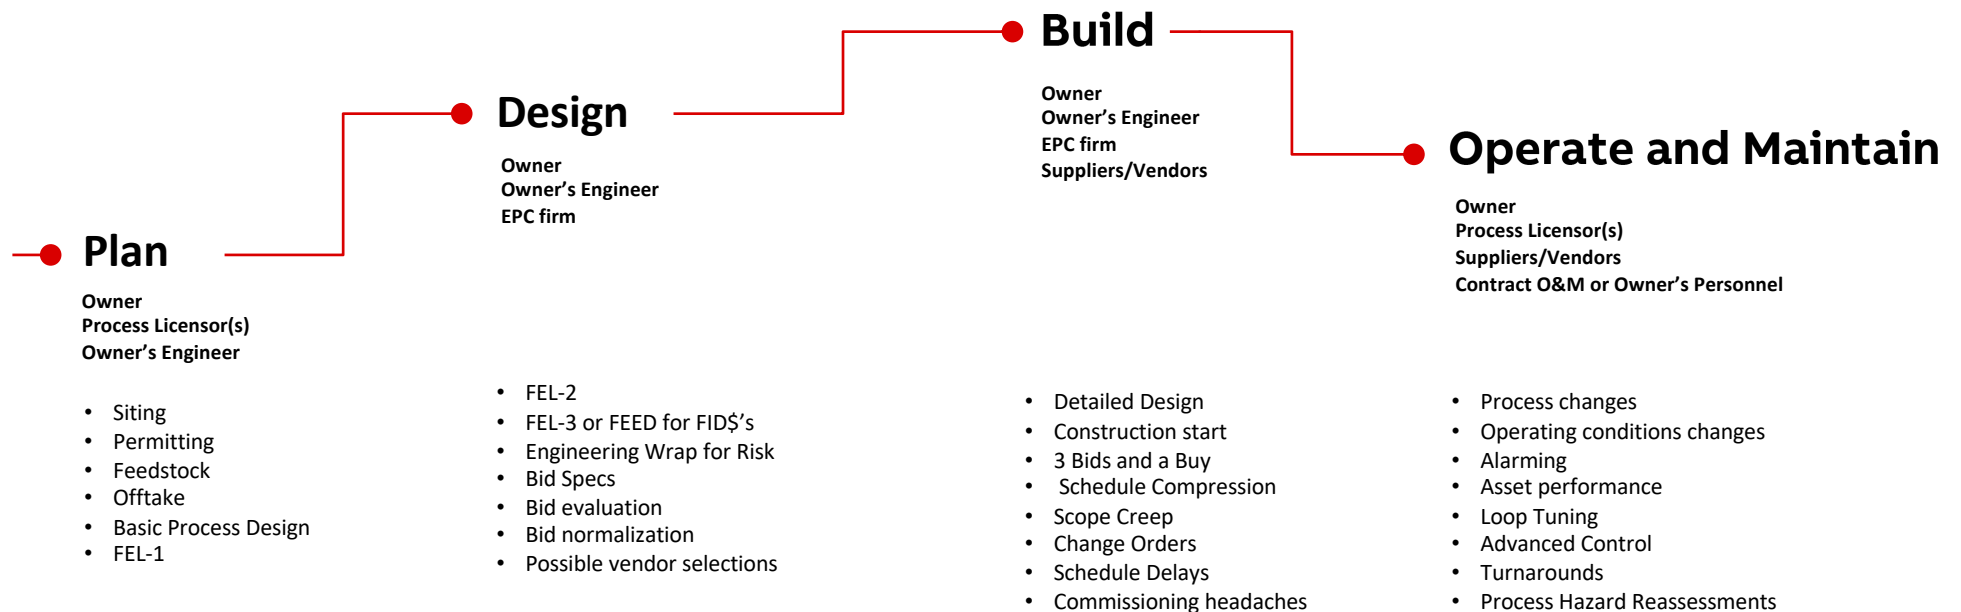 Plan
Owner
Process Licensor(s)
Owner's Engineer
• Siting
• Permitting
• Feedstock
• Offtake
• Basic Process Design
• FEL-1
Design
Owner
Owner's Engineer
EPC firm
• FEL-2
• FEL-3 or FEED for FID$'s
• Engineering Wrap for Risk
• Bid Specs
• Bid evaluation
• Bid normalization
• Possible vendor selections
Build
Owner
Owner's Engineer
EPC firm
Suppliers/Vendors
• Detailed Design
• Construction start
• 3 Bids and a Buy
• Schedule Compression
• Scope Creep
• Change Orders
• Schedule Delays
• Commissioning headaches
Operate and Maintain
Owner
Process Licensor(s)
Suppliers/Vendors
Contract O&M or Owner's Personnel
• Process changes
• Operating conditions changes
• Alarming
• Asset performance
• Loop Tuning
• Advanced Control
• Turnarounds
• Process Hazard Reassessments